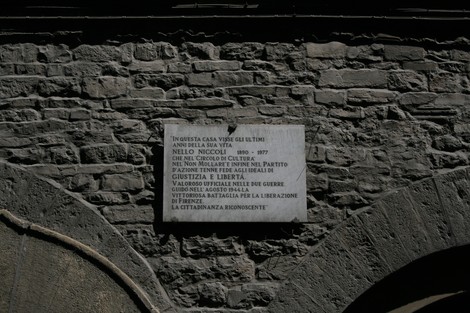 IN QUESTA CASA VISSE GLI ULTIMI
ANNI DELLA SUA VITA
NELLO NICCOLI 1890 - 1977
CHE NEL CIRCOLO DI CULTURA
NEL NON MOLLARE E INFINE NEL PARTITO
D'AZIONE TENNE FEDE AGLI IDEALI DI
GIUSTIZIA E LIBERTÀ.
VALOROSO UFFICIALE NELLE DUE GUERRE
GUIDÒ NELL'AGOSTO 1944 LA
VITTORIOSA BATTAGLIA PER LA LIBERAZIONE
DI FIRENZE
LA CITTADINANZA RICONOSCENTE